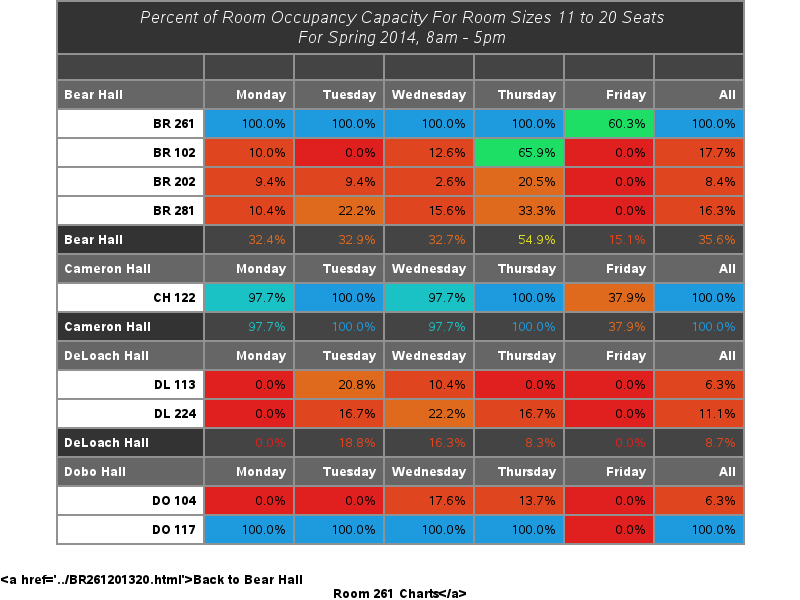 Percent of Room Occupancy Capacity For Room Sizes 11 to 20 Seats
For Spring 2014, 8am - 5pm
Bear Hall Monday Tuesday Wednesday Thursday Friday All
BR 261 100.0% 100.0% 100.0% 100.0% 60.3% 100.0%
BR 102 10.0% 0.0% 12.6% 65.9% 0.0% 17.7%
BR 202 9.4% 9.4% 2.6% 20.5% 0.0% 8.4%
BR 281 10.4% 22.2% 15.6% 33.3% 0.0% 16.3%
Bear Hall 32.4% 32.9% 32.7% 54.9% 15.1% 35.6%
Cameron Hall Monday Tuesday Wednesday Thursday Friday All
CH 122 97.7% 100.0% 97.7% 100.0% 37.9% 100.0%
Cameron Hall 97.7% 100.0% 97.7% 100.0% 37.9% 100.0%
DeLoach Hall Monday Tuesday Wednesday Thursday Friday All
DL 113 0.0% 20.8% 10.4% 0.0% 0.0% 6.3%
DL 224 0.0% 16.7% 22.2% 16.7% 0.0% 11.1%
DeLoach Hall 0.0% 18.8% 16.3% 8.3% 0.0% 8.7%
Dobo Hall Monday Tuesday Wednesday Thursday Friday All
DO 104 0.0% 0.0% 17.6% 13.7% 0.0% 6.3%
DO 117 100.0% 100.0% 100.0% 100.0% 0.0% 100.0%
<a href='../BR261201320.html'>Back to Bear Hall
Room 261 Charts</a>